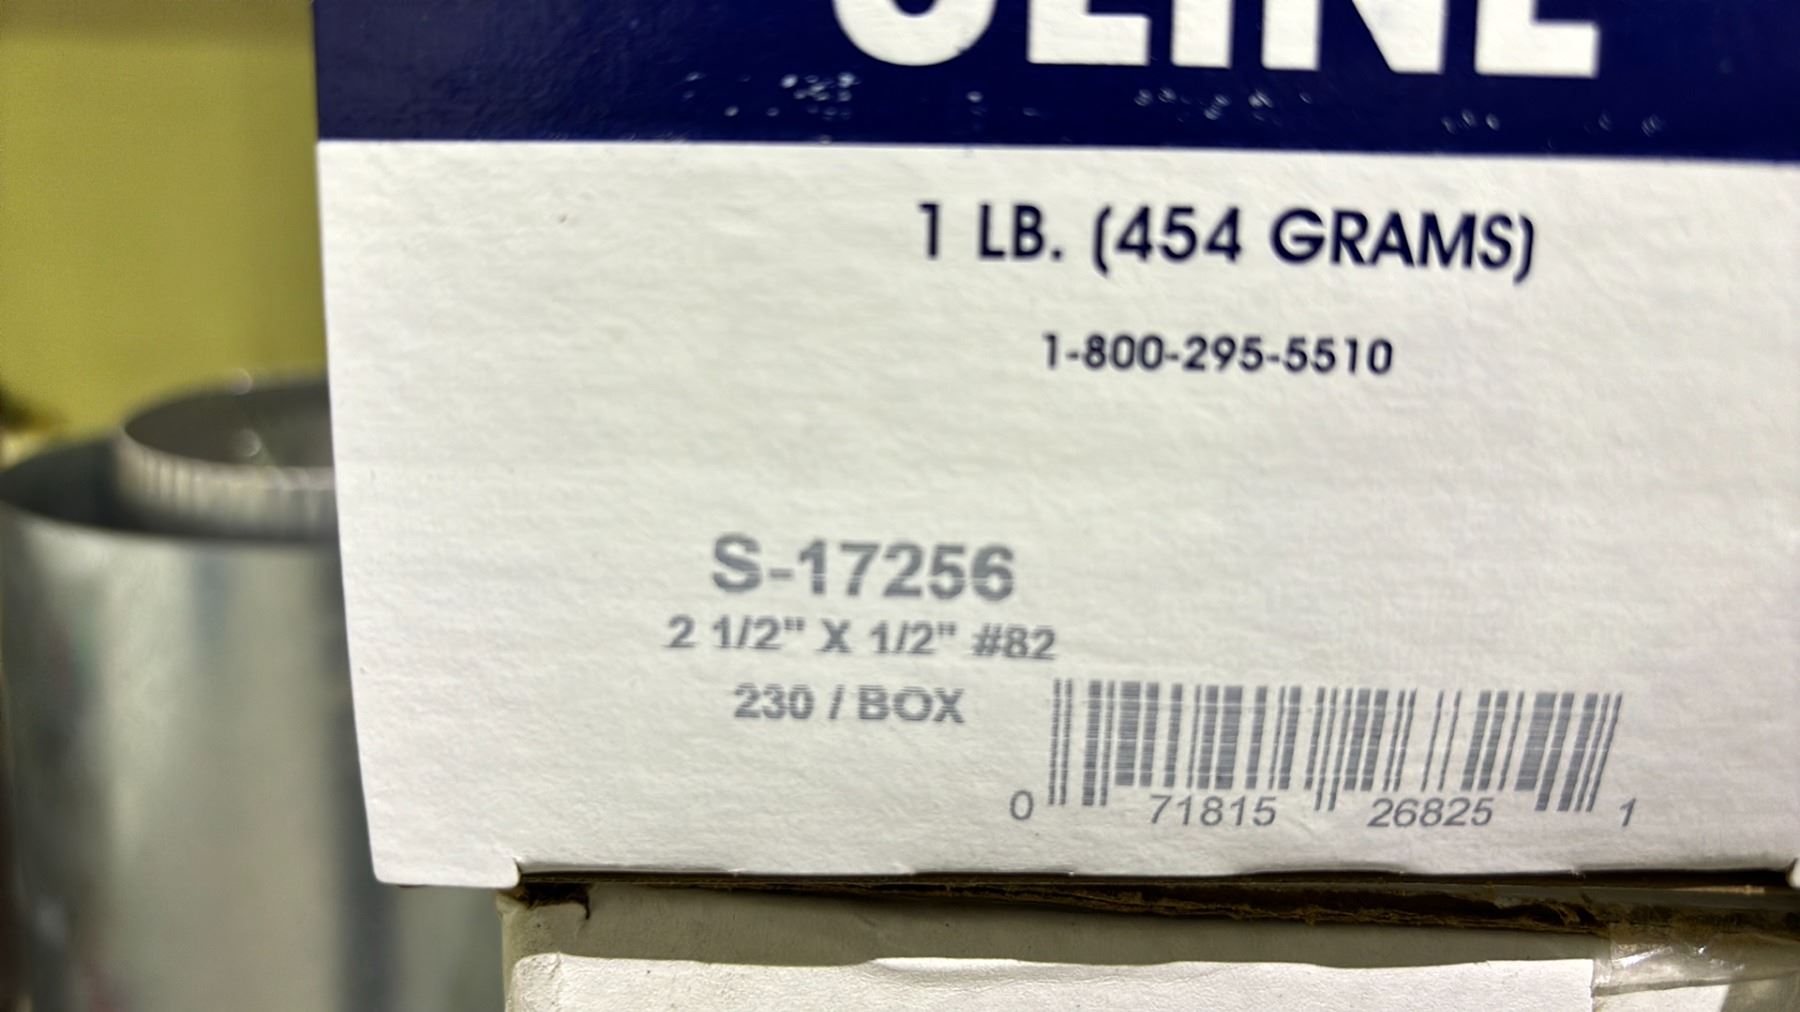 ULINE
1 LB. (454 GRAMS)
1-800-295-5510
S-17256
2 1/2" X 1/2" #82
230 / BOX
0 71815 26825 1